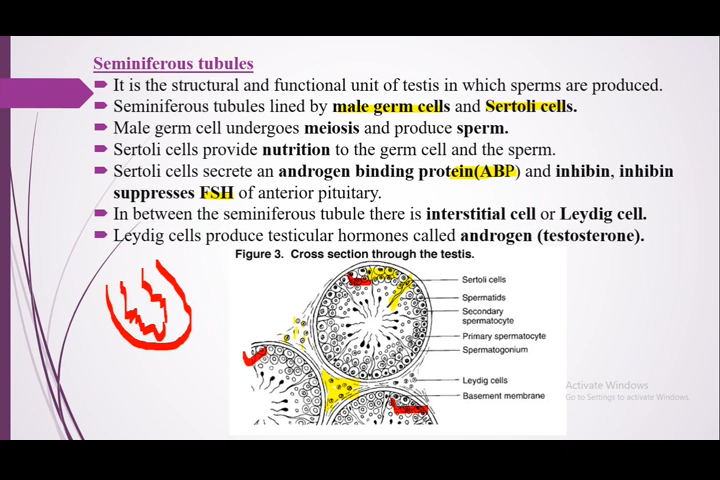 Seminiferous tubules
It is the structural and functional unit of testis in which sperms are produced.
Seminiferous tubules lined by male germ cells and Sertoli cells.
Male germ cell undergoes meiosis and produce sperm.
Sertoli cells provide nutrition to the germ cell and the sperm.
Sertoli cells secrete an androgen binding protein(ABP) and inhibin, inhibin
suppresses FSH of anterior pituitary.
In between the seminiferous tubule there is interstitial cell or Leydig cell.
Leydig cells produce testicular hormones called androgen (testosterone).
Figure 3. Cross section through the testis.
Sertoli cells
Spermatids
Secondary
spermatocyte
Primary spermatocyte
Spermatogonium
Leydig cells
Basement membrane
Activate Windows
Go to Settings to activate Windows.